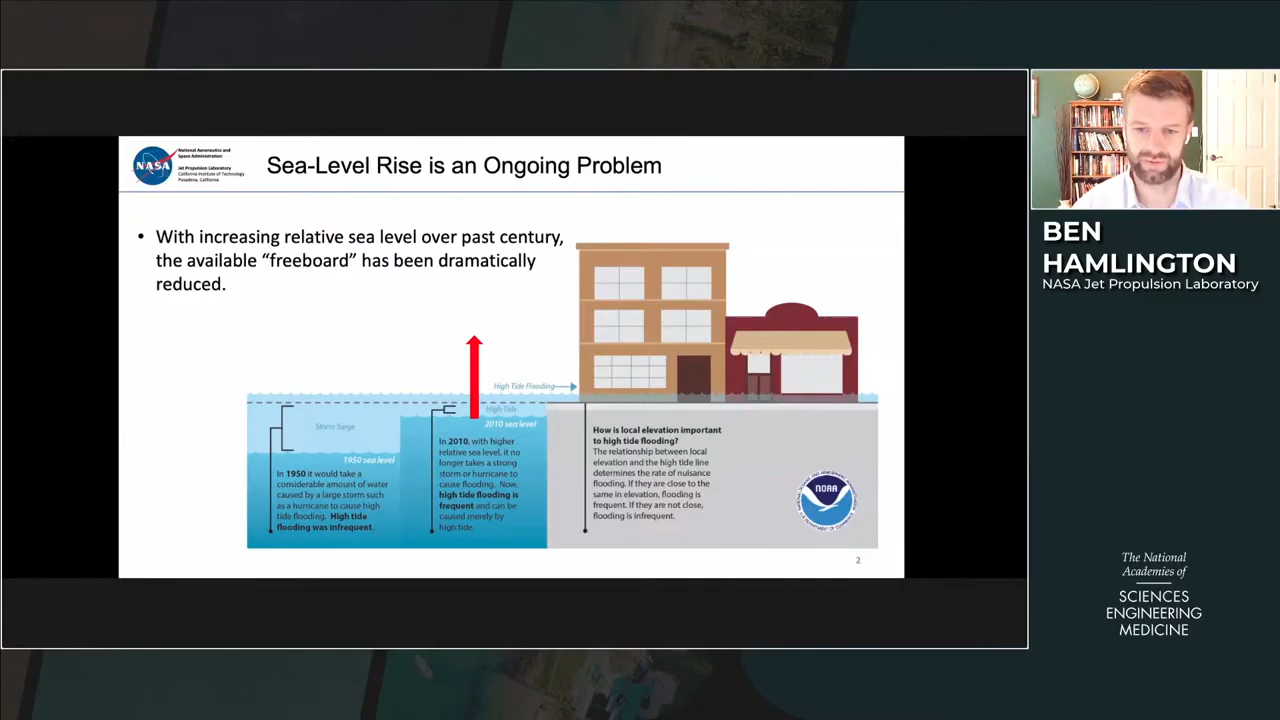 NASA
National Aeronautics and
Space Administration
Jet Propulsion Laboratory
California Institute of Technology
Pasadena, California
Sea-Level Rise is an Ongoing Problem
• With increasing relative sea level over past century,
the available “freeboard” has been dramatically
reduced.
High Tide Flooding
Storm Surge
1950 sea level
In 1950 it would take a
considerable amount of water
caused by a large storm such
as a hurricane to cause high
tide flooding. High tide
flooding was infrequent.
High Tide
2010 sea level
In 2010, with higher
relative sea level, it no
longer takes a strong
storm or hurricane to
cause flooding. Now,
high tide flooding is
frequent and can be
caused merely by
high tide.
How is local elevation important
to high tide flooding?
The relationship between local
elevation and the high tide line
determines the rate of nuisance
flooding. If they are close to the
same in elevation, flooding is
frequent. If they are not close,
flooding is infrequent.
NOAA
2
BEN
HAMLINGTON
NASA Jet Propulsion Laboratory
The National
Academies of
SCIENCES
ENGINEERING
MEDICINE